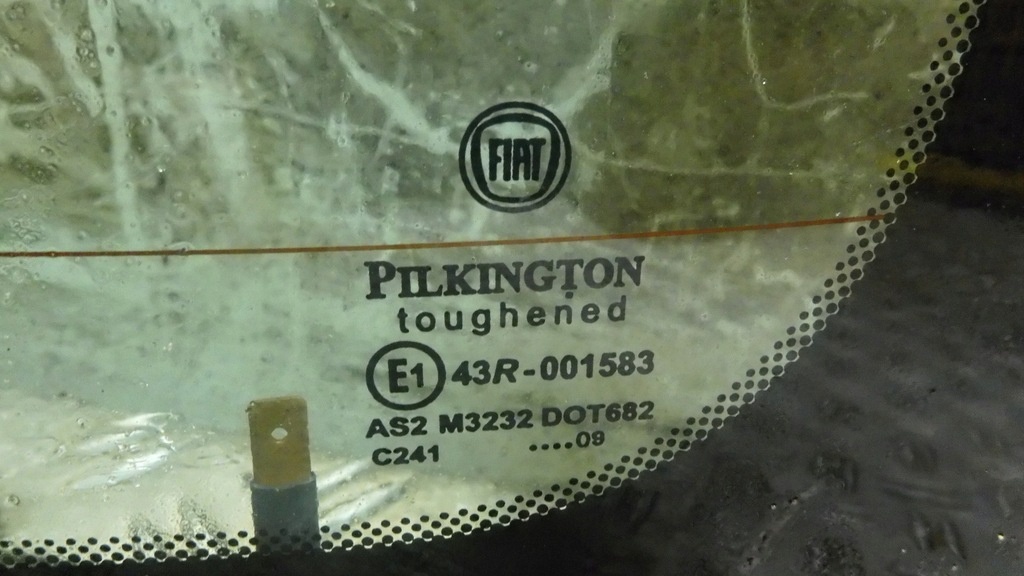 FIAT
PILKINGTON
toughened
E1 43R-001583
AS2 M3232 DOT682
C241 ....09